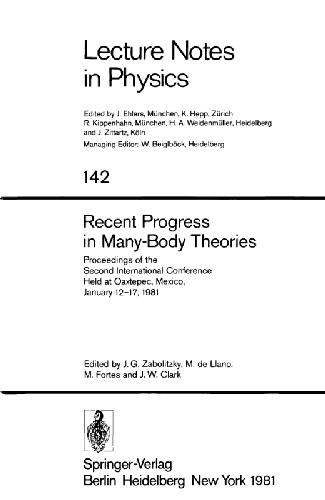 Lecture Notes
in Physics
Edited by J. Ehlers, München, K. Hepp, Zürich
R. Kippenhahn, München, H. A. Weidenmüller, Heidelberg
and J. Zittartz, Köln
Managing Editor: W. Beiglböck, Heidelberg
142
Recent Progress
in Many-Body Theories
Proceedings of the
Second International Conference
Held at Oaxtepec, Mexico,
January 12–17, 1981
Edited by J. G. Zabolitzky, M. de Llano,
M. Fortes and J. W. Clark
Springer-Verlag
Berlin Heidelberg New York 1981